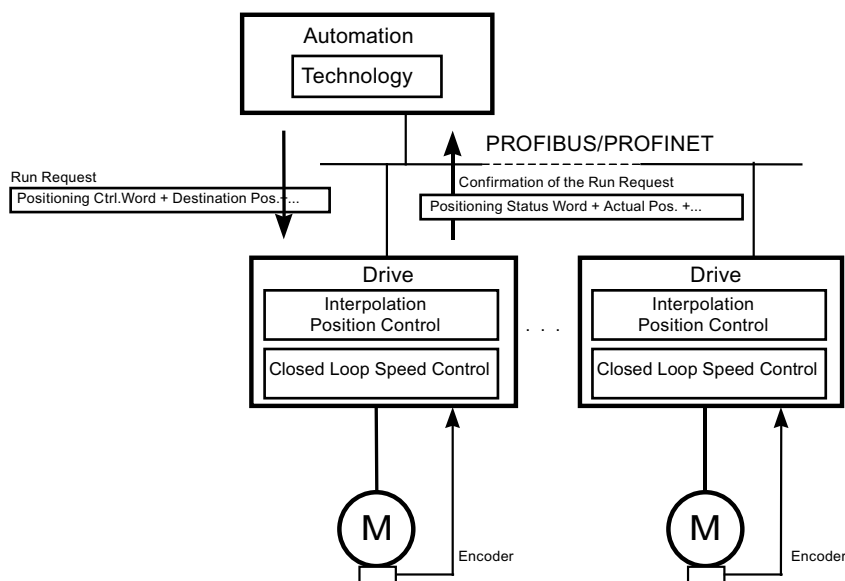 Automation
Technology
PROFIBUS/PROFINET
Run Request
Positioning Ctrl.Word + Destination Pos.+...
Confirmation of the Run Request
Positioning Status Word + Actual Pos. +...
Drive
Interpolation
Position Control
Closed Loop Speed Control
. . .
Drive
Interpolation
Position Control
Closed Loop Speed Control
M
Encoder
M
Encoder